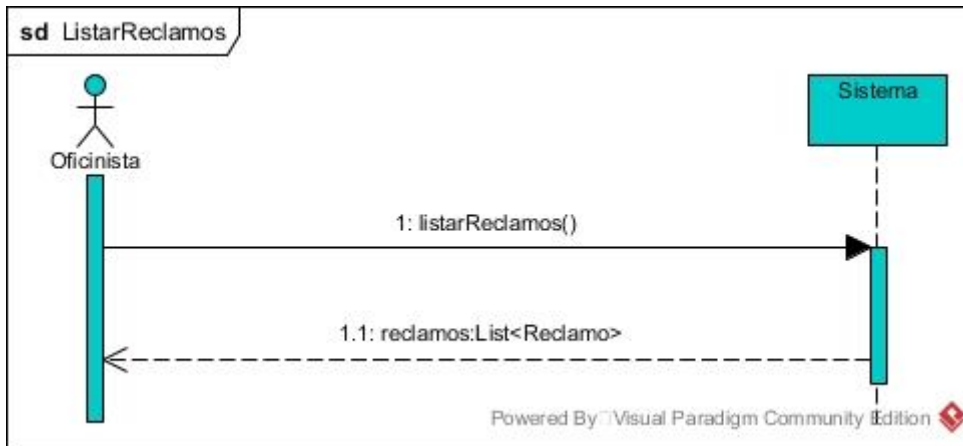 sd ListarReclamos
Sistema
Oficinista
1: listarReclamos()
1.1: reclamos:List<Reclamo>
Powered By Visual Paradigm Community Edition